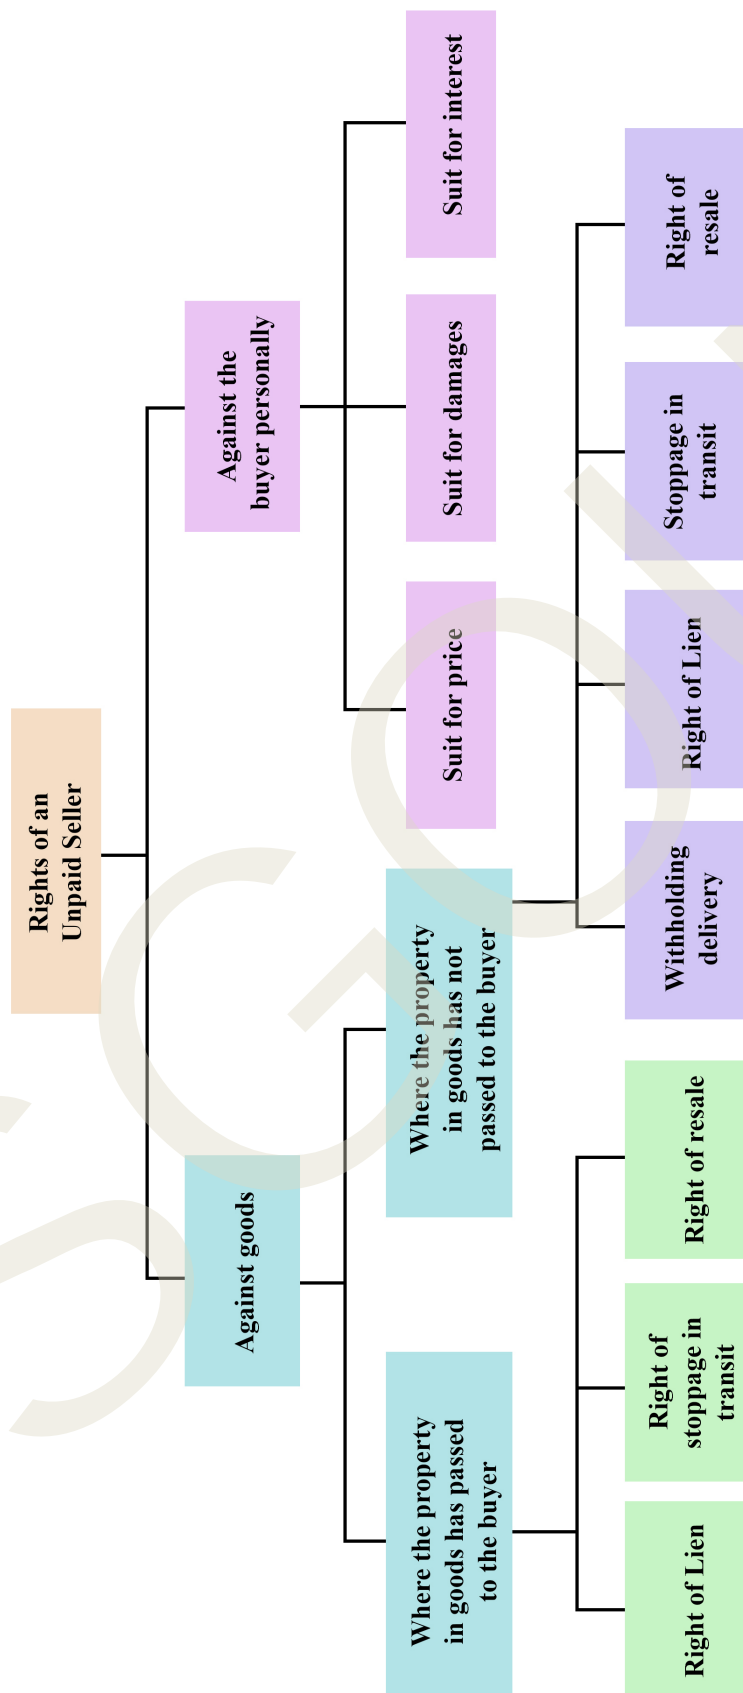 Rights of an
Unpaid Seller
Against goods
Against the
buyer personally
Where the property
in goods has passed
to the buyer
Where the property
in goods has not
passed to the buyer
Suit for price
Suit for damages
Suit for interest
Right of Lien
Right of
stoppage in
transit
Right of resale
Withholding
delivery
Right of Lien
Stoppage in
transit
Right of
resale